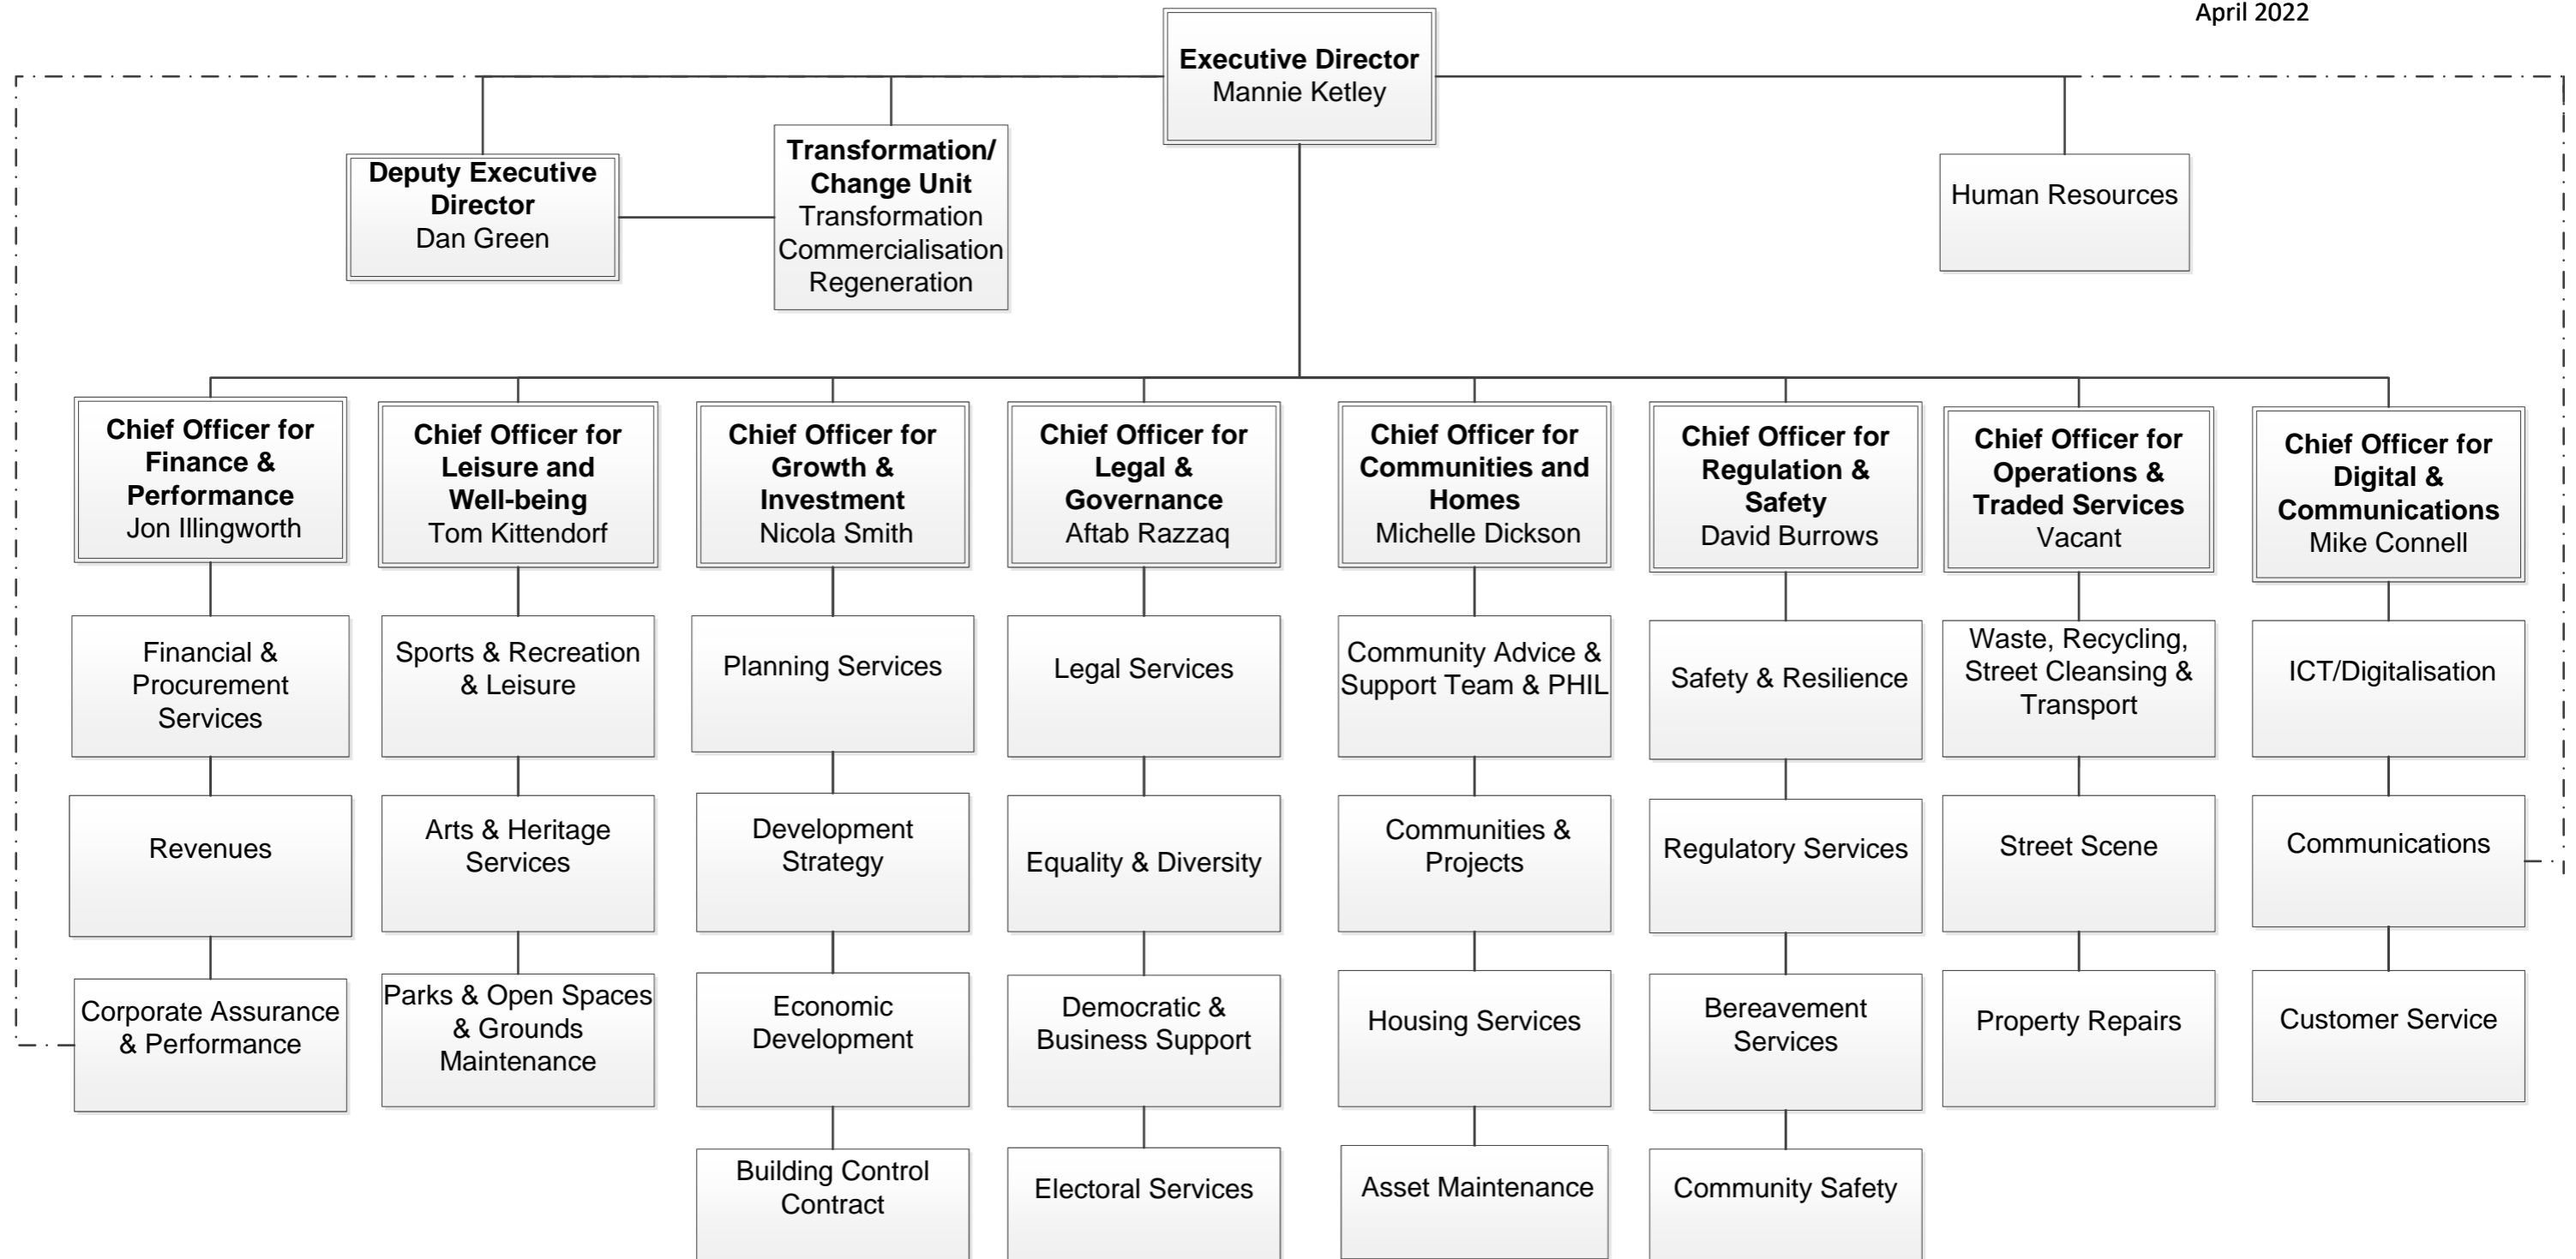 April 2022
Executive Director
Mannie Ketley
Deputy Executive
Director
Dan Green
Transformation/
Change Unit
Transformation
Commercialisation
Regeneration
Human Resources
Chief Officer for
Finance &
Performance
Jon Illingworth
Chief Officer for
Leisure and
Well-being
Tom Kittendorf
Chief Officer for
Growth &
Investment
Nicola Smith
Chief Officer for
Legal &
Governance
Aftab Razzaq
Chief Officer for
Communities and
Homes
Michelle Dickson
Chief Officer for
Regulation &
Safety
David Burrows
Chief Officer for
Operations &
Traded Services
Vacant
Chief Officer for
Digital &
Communications
Mike Connell
Financial &
Procurement
Services
Sports & Recreation
& Leisure
Planning Services
Legal Services
Community Advice &
Support Team & PHIL
Safety & Resilience
Waste, Recycling,
Street Cleansing &
Transport
ICT/Digitalisation
Revenues
Arts & Heritage
Services
Development
Strategy
Equality & Diversity
Communities &
Projects
Regulatory Services
Street Scene
Communications
Corporate Assurance
& Performance
Parks & Open Spaces
& Grounds
Maintenance
Economic
Development
Democratic &
Business Support
Housing Services
Bereavement
Services
Property Repairs
Customer Service
Building Control
Contract
Electoral Services
Asset Maintenance
Community Safety